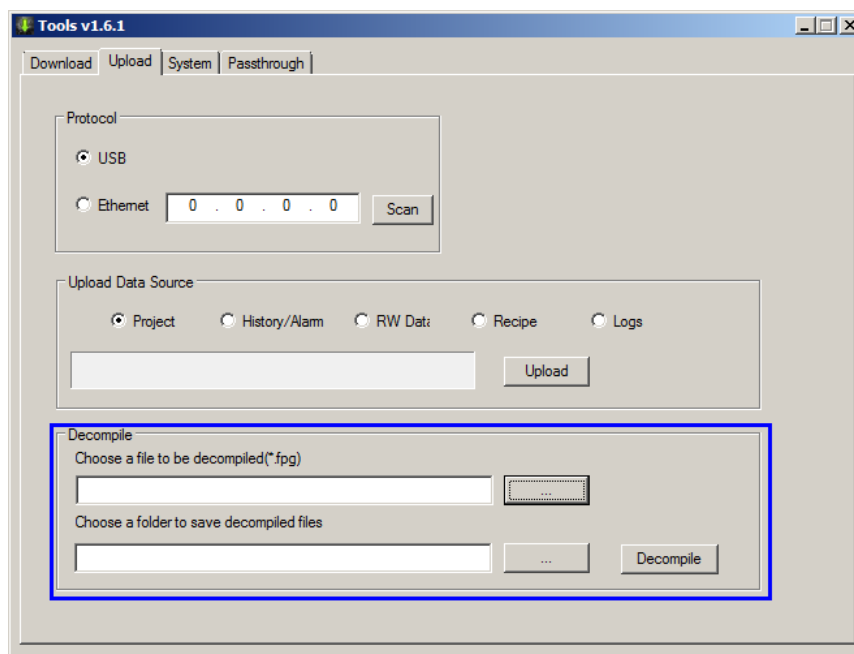 Tools v1.6.1
Download Upload System Passthrough
Protocol
USB
Ethernet 0 . 0 . 0 . 0 Scan
Upload Data Source
Project History/Alarm RW Data Recipe Logs
Upload
Decompile
Choose a file to be decompiled(*.fpg)
...
Choose a folder to save decompiled files
... Decompile